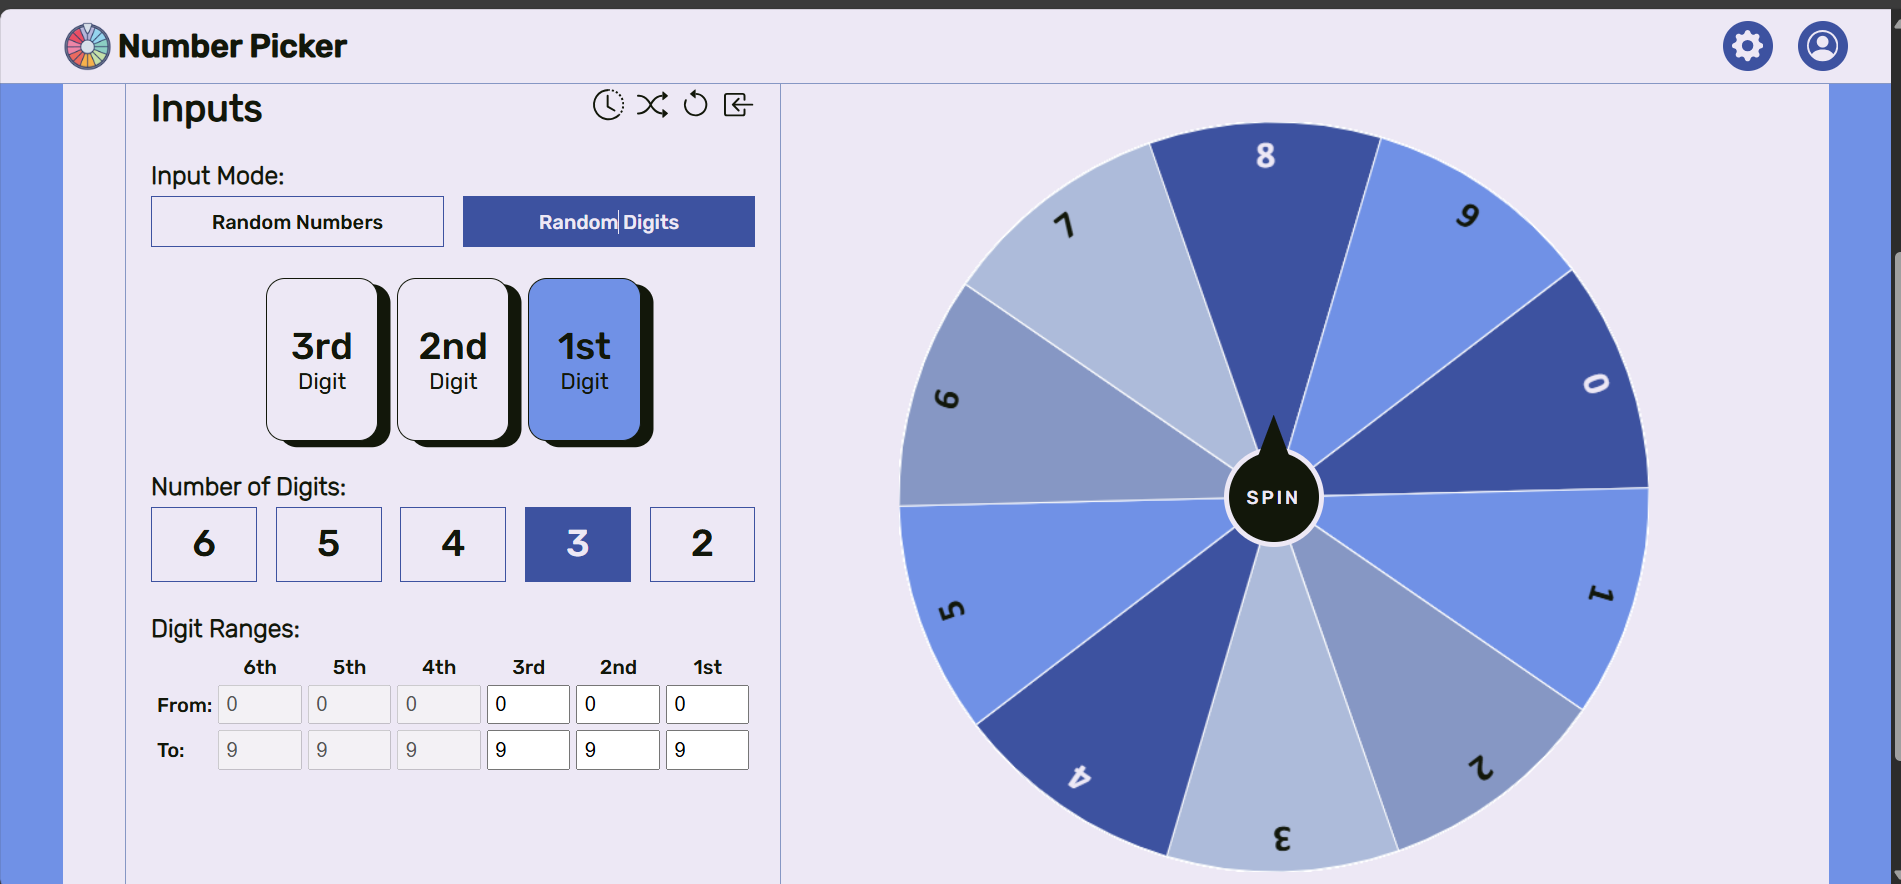 Number Picker
Inputs
Input Mode:
Random Numbers
Random Digits
3rd
Digit
2nd
Digit
1st
Digit
Number of Digits:
6 5 4 3 2
Digit Ranges:
6th 5th 4th 3rd 2nd 1st
From: 0 0 0 0 0 0
To: 9 9 9 9 9 9
8
9
0
1
2
3
4
5
6
7
SPIN